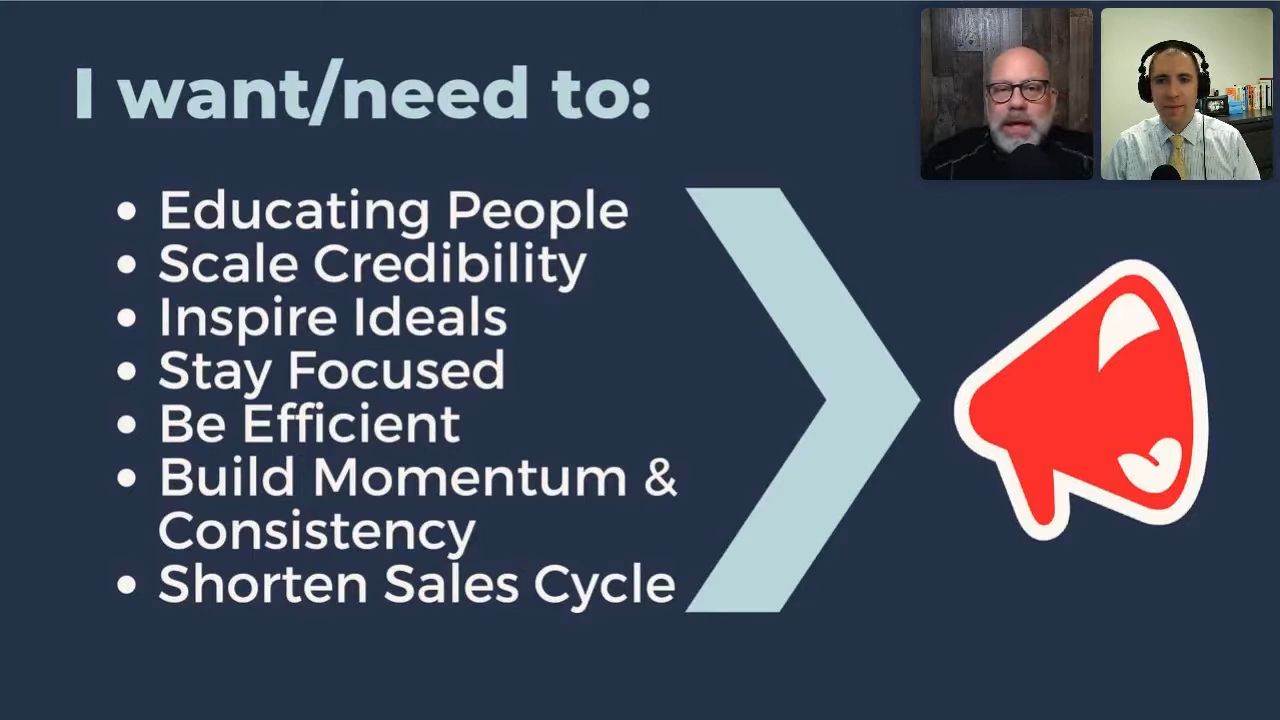 I want/need to:
• Educating People
• Scale Credibility
• Inspire Ideals
• Stay Focused
• Be Efficient
• Build Momentum &
Consistency
• Shorten Sales Cycle